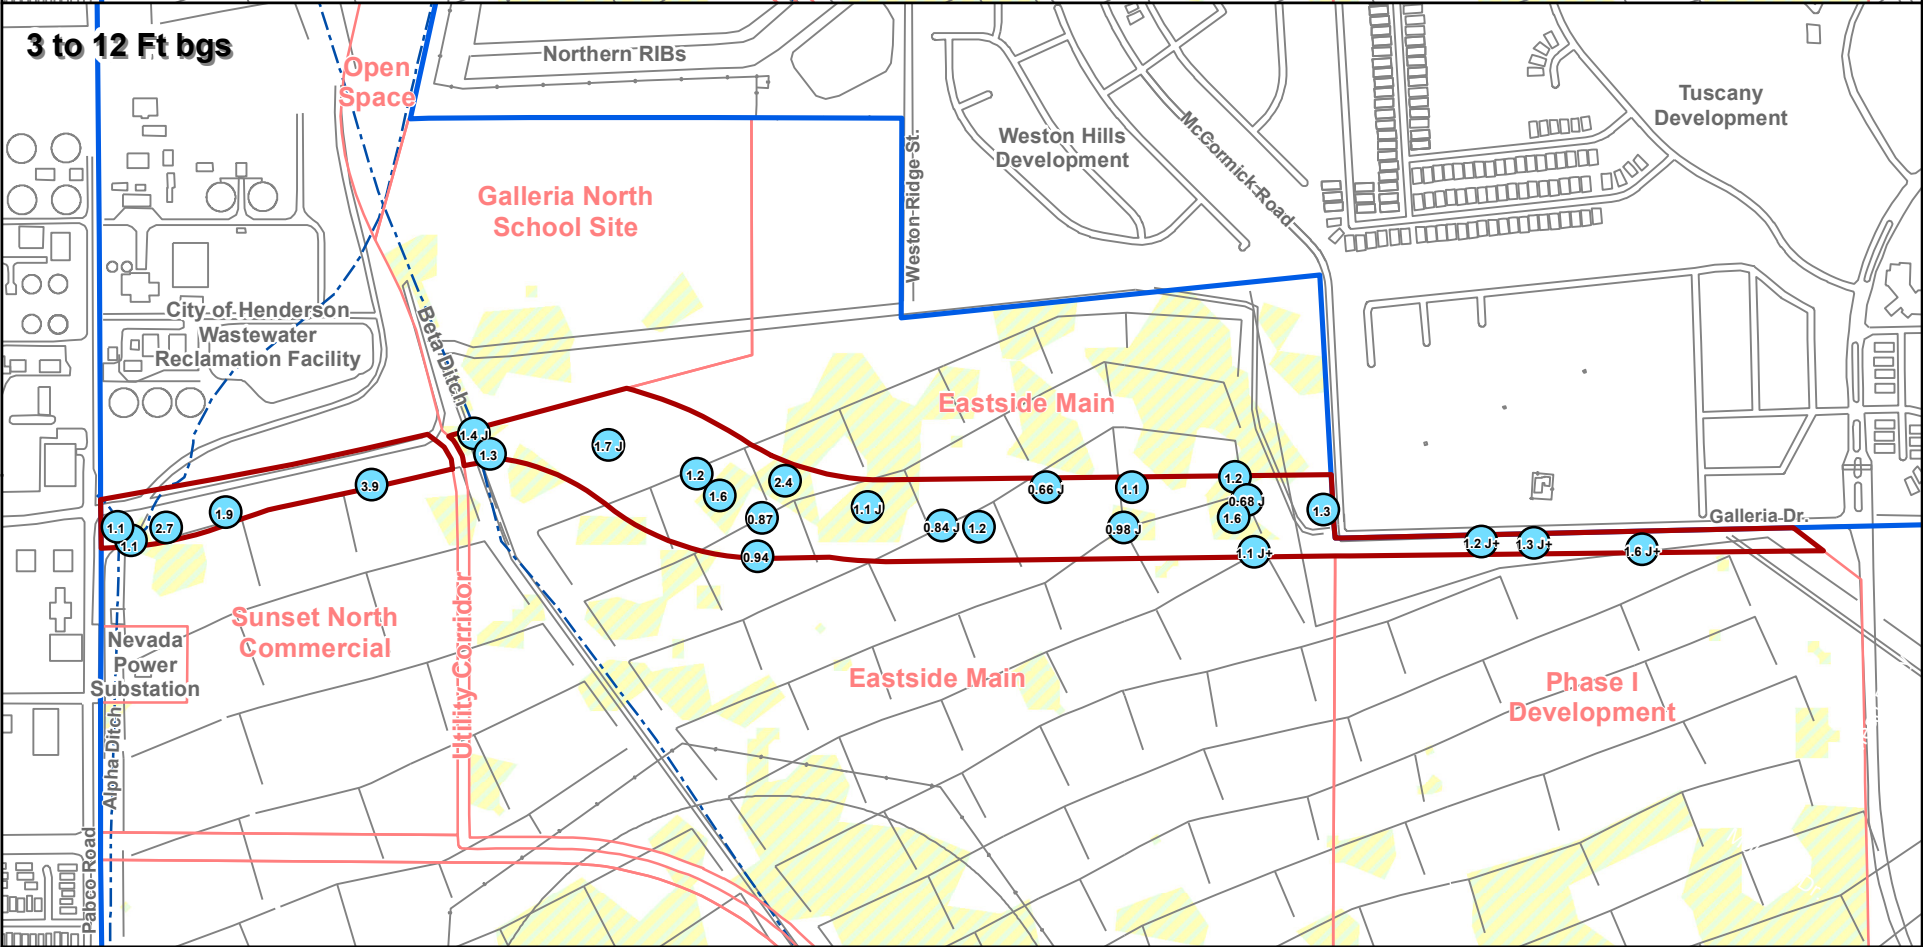 3 to 12 Ft bgs
Open
Space
Northern RIBs
Tuscany
Development
Weston Hills
Development
McCormick Road
Weston Ridge St.
Galleria North
School Site
City of Henderson
Wastewater
Reclamation Facility
Beta Ditch
Eastside Main
1.4 J
1.3
1.7 J
1.2
1.6
2.4
0.87
0.94
1.1 J
0.84 J
1.2
0.66 J
1.1
0.98 J
1.2
0.68 J
1.6
1.1 J+
1.3
3.9
1.9
2.7
1.1
1.1
1.2 J+
1.3 J+
1.6 J+
Galleria Dr.
Sunset North
Commercial
Nevada
Power
Substation
Utility Corridor
Eastside Main
Phase I
Development
Alpha Ditch
Pabco Road